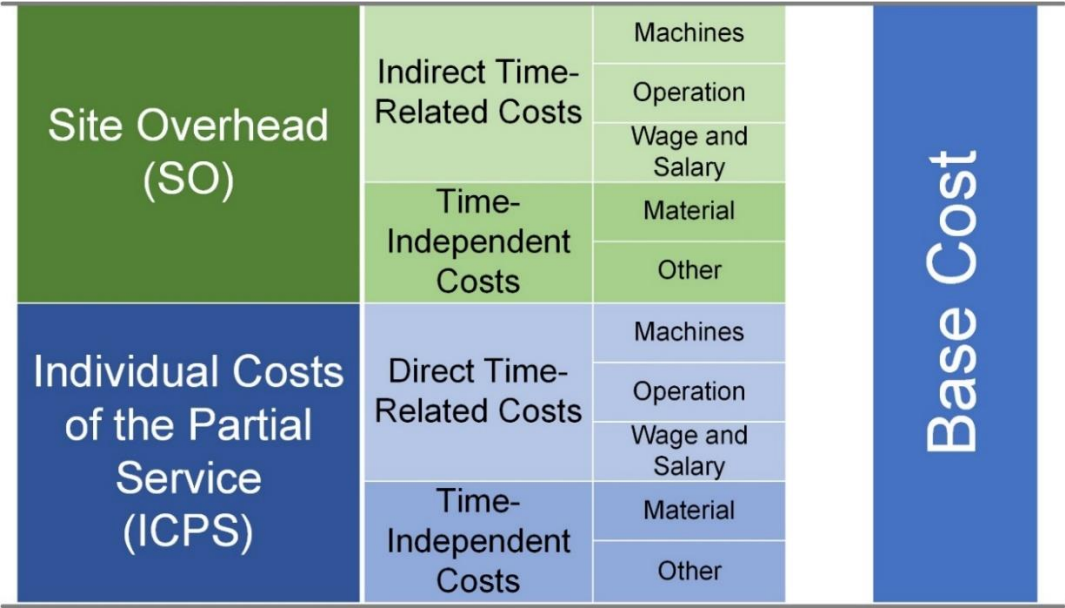 Site Overhead
(SO)
Indirect Time-
Related Costs
Machines
Operation
Wage and
Salary
Time-
Independent
Costs
Material
Other
Individual Costs
of the Partial
Service
(ICPS)
Direct Time-
Related Costs
Machines
Operation
Wage and
Salary
Time-
Independent
Costs
Material
Other
Base Cost